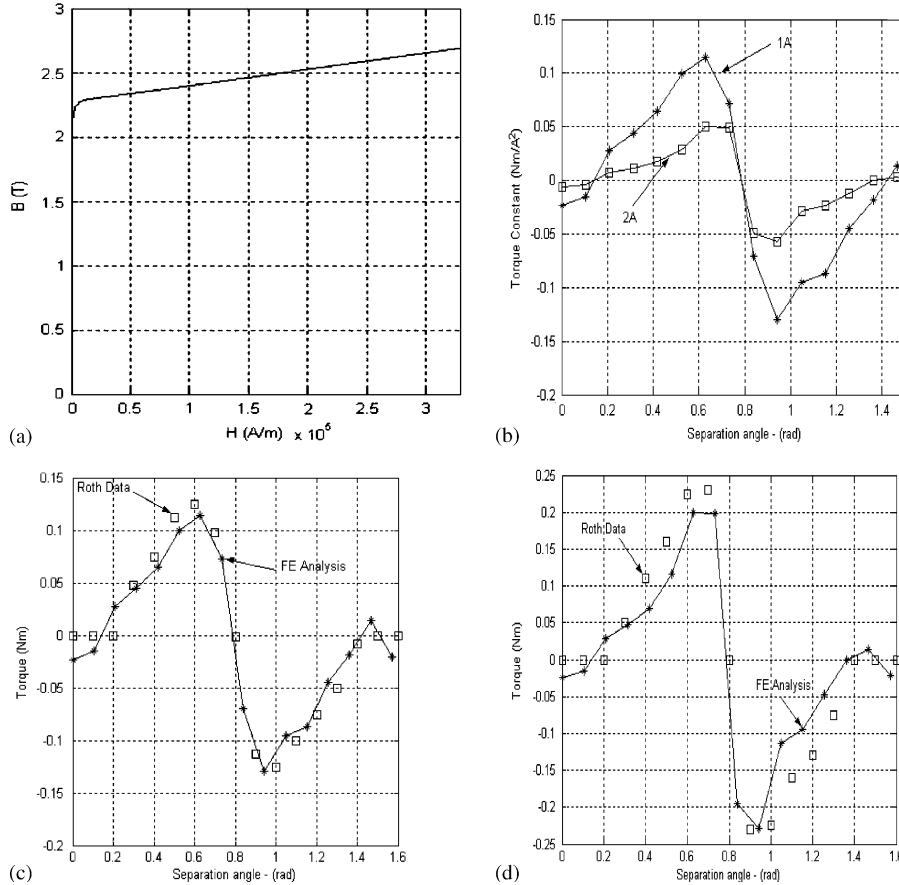 3
2.5
2
1.5
1
0.5
0
B (T)
0 0.5 1 1.5 2 2.5 3
H (A/m) x 10⁵
(a)
0.15
0.1
0.05
0
-0.05
-0.1
-0.15
-0.2
Torque Constant (Nm/A²)
1A
2A
0 0.2 0.4 0.6 0.8 1 1.2 1.4
Separation angle - (rad)
(b)
0.15
0.1
0.05
0
-0.05
-0.1
-0.15
-0.2
Torque (Nm)
Roth Data
FE Analysis
0 0.2 0.4 0.6 0.8 1 1.2 1.4 1.6
Separation angle - (rad)
(c)
0.25
0.2
0.15
0.1
0.05
0
-0.05
-0.1
-0.15
-0.2
-0.25
Torque (Nm)
Roth Data
FE Analysis
0 0.2 0.4 0.6 0.8 1 1.2 1.4 1.6
Separation angle - (rad)
(d)